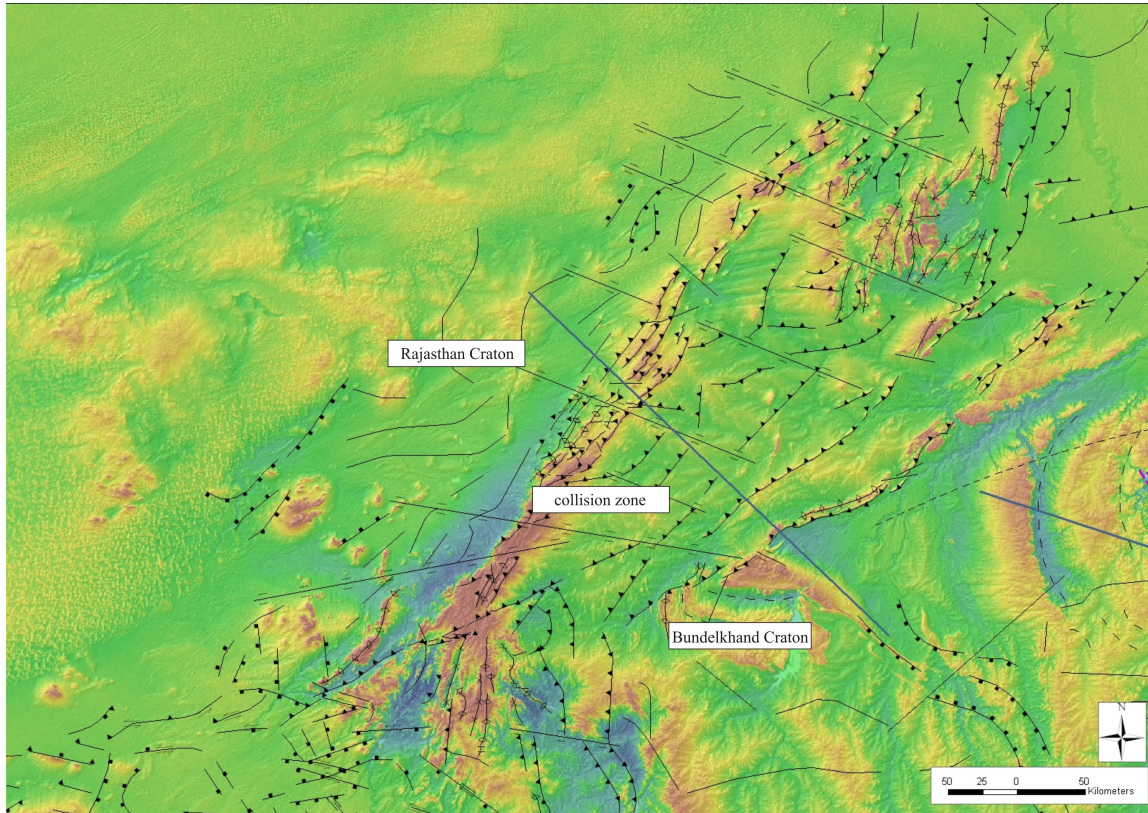 Rajasthan Craton
collision zone
Bundelkhand Craton
N
50 25 0 50
Kilometers